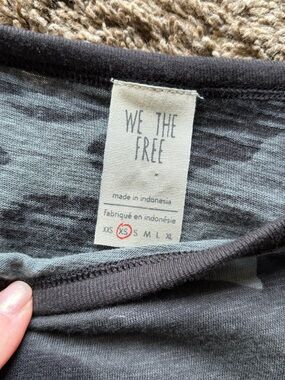 WE THE
FREE
made in indonesia
fabriqué en indonésie
XXS XS S M L XL